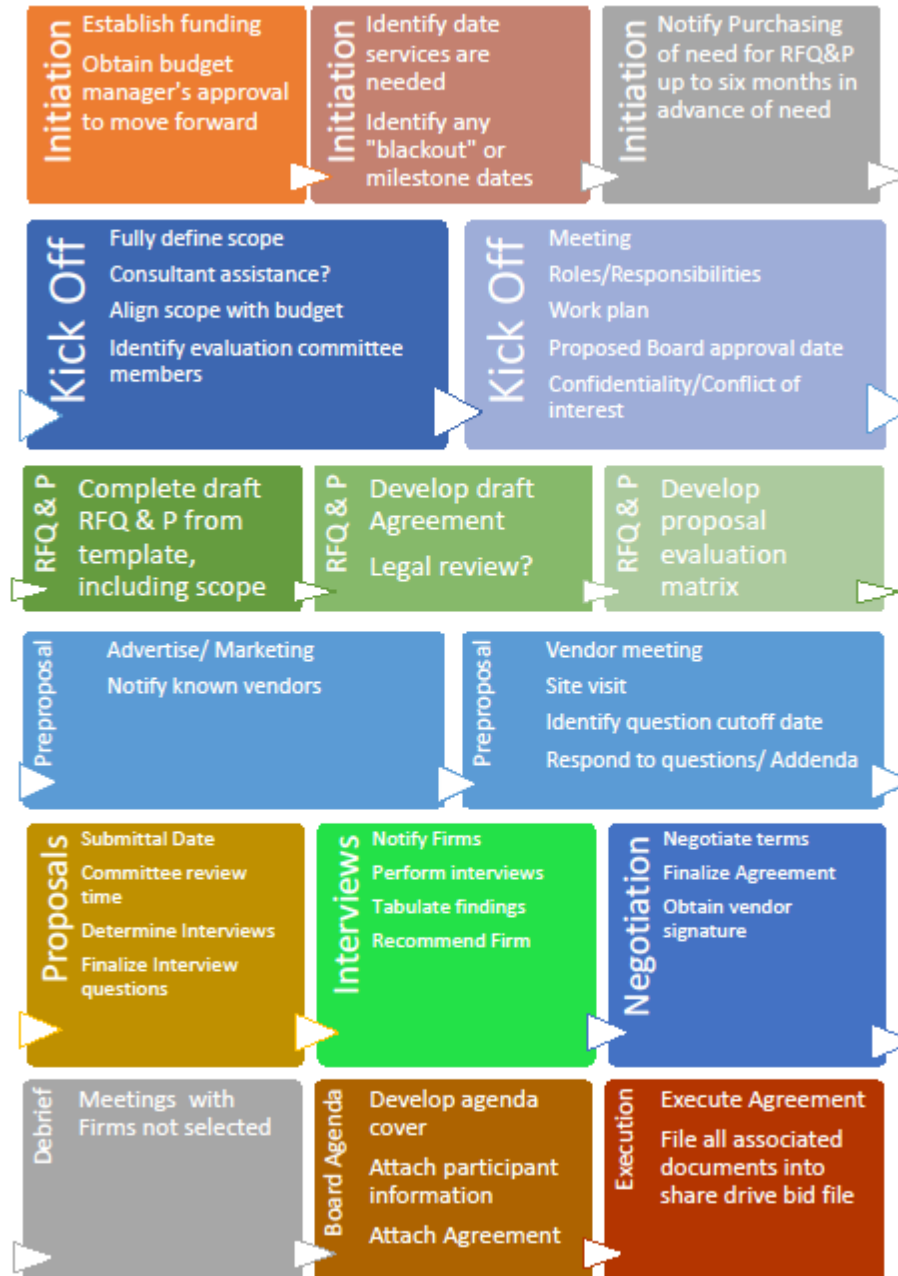 Initiation
Establish funding
Obtain budget
manager's approval
to move forward
Initiation
Identify date
services are
needed
Identify any
"blackout" or
milestone dates
Initiation
Notify Purchasing
of need for RFQ&P
up to six months in
advance of need
Kick Off
Fully define scope
Consultant assistance?
Align scope with budget
Identify evaluation committee
members
Kick Off
Meeting
Roles/Responsibilities
Work plan
Proposed Board approval date
Confidentiality/Conflict of
interest
RFQ & P
Complete draft
RFQ & P from
template,
including scope
RFQ & P
Develop draft
Agreement
Legal review?
RFQ & P
Develop
proposal
evaluation
matrix
Preproposal
Advertise/ Marketing
Notify known vendors
Preproposal
Vendor meeting
Site visit
Identify question cutoff date
Respond to questions/ Addenda
Proposals
Submittal Date
Committee review
time
Determine Interviews
Finalize Interview
questions
Interviews
Notify Firms
Perform interviews
Tabulate findings
Recommend Firm
Negotiation
Negotiate terms
Finalize Agreement
Obtain vendor
signature
Debrief
Meetings with
Firms not selected
Board Agenda
Develop agenda
cover
Attach participant
information
Attach Agreement
Execution
Execute Agreement
File all associated
documents into
share drive bid file